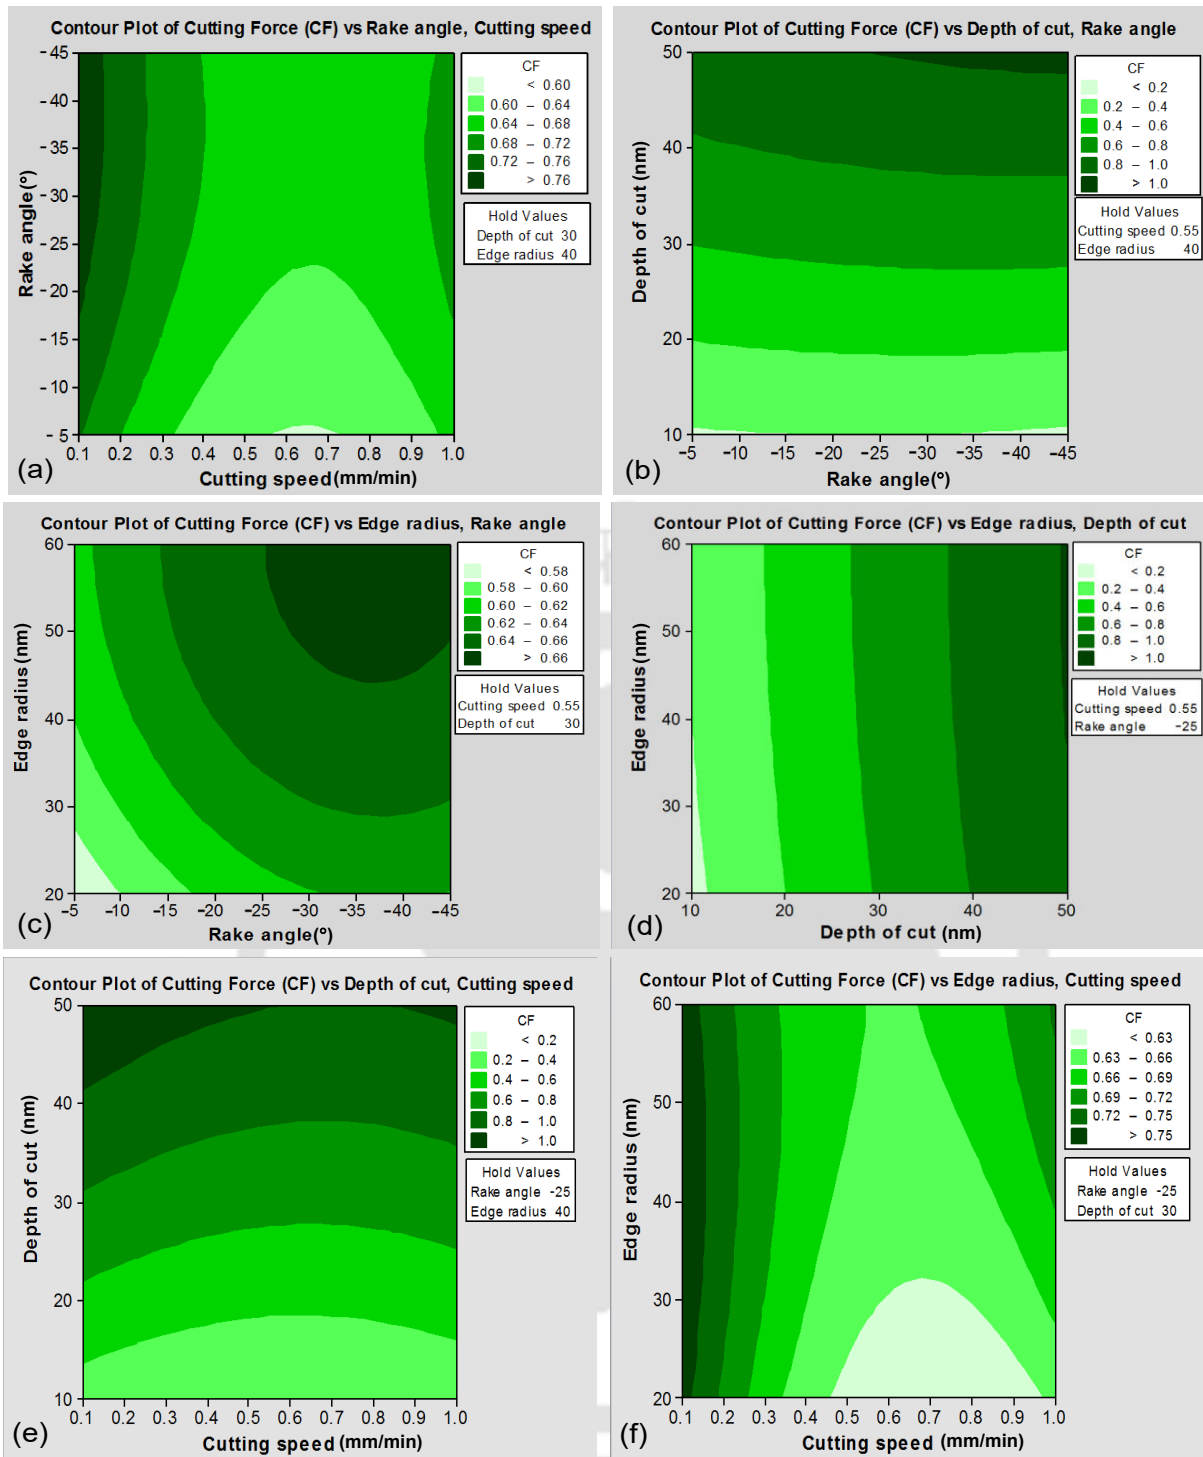 Contour Plot of Cutting Force (CF) vs Rake angle, Cutting speed
CF
< 0.60
0.60 – 0.64
0.64 – 0.68
0.68 – 0.72
0.72 – 0.76
> 0.76
Hold Values
Depth of cut 30
Edge radius 40
Rake angle(°)
-45
-40
-35
-30
-25
-20
-15
-10
-5
0.1 0.2 0.3 0.4 0.5 0.6 0.7 0.8 0.9 1.0
Cutting speed(mm/min)
(a)
Contour Plot of Cutting Force (CF) vs Depth of cut, Rake angle
CF
< 0.2
0.2 – 0.4
0.4 – 0.6
0.6 – 0.8
0.8 – 1.0
> 1.0
Hold Values
Cutting speed 0.55
Edge radius 40
Depth of cut (nm)
50
40
30
20
10
-5 -10 -15 -20 -25 -30 -35 -40 -45
Rake angle(°)
(b)
Contour Plot of Cutting Force (CF) vs Edge radius, Rake angle
CF
< 0.58
0.58 – 0.60
0.60 – 0.62
0.62 – 0.64
0.64 – 0.66
> 0.66
Hold Values
Cutting speed 0.55
Depth of cut 30
Edge radius (nm)
60
50
40
30
20
-5 -10 -15 -20 -25 -30 -35 -40 -45
Rake angle(°)
(c)
Contour Plot of Cutting Force (CF) vs Edge radius, Depth of cut
CF
< 0.2
0.2 – 0.4
0.4 – 0.6
0.6 – 0.8
0.8 – 1.0
> 1.0
Hold Values
Cutting speed 0.55
Rake angle -25
Edge radius (nm)
60
50
40
30
20
10 20 30 40 50
Depth of cut (nm)
(d)
Contour Plot of Cutting Force (CF) vs Depth of cut, Cutting speed
CF
< 0.2
0.2 – 0.4
0.4 – 0.6
0.6 – 0.8
0.8 – 1.0
> 1.0
Hold Values
Rake angle -25
Edge radius 40
Depth of cut (nm)
50
40
30
20
10
0.1 0.2 0.3 0.4 0.5 0.6 0.7 0.8 0.9 1.0
Cutting speed (mm/min)
(e)
Contour Plot of Cutting Force (CF) vs Edge radius, Cutting speed
CF
< 0.63
0.63 – 0.66
0.66 – 0.69
0.69 – 0.72
0.72 – 0.75
> 0.75
Hold Values
Rake angle -25
Depth of cut 30
Edge radius (nm)
60
50
40
30
20
0.1 0.2 0.3 0.4 0.5 0.6 0.7 0.8 0.9 1.0
Cutting speed (mm/min)
(f)